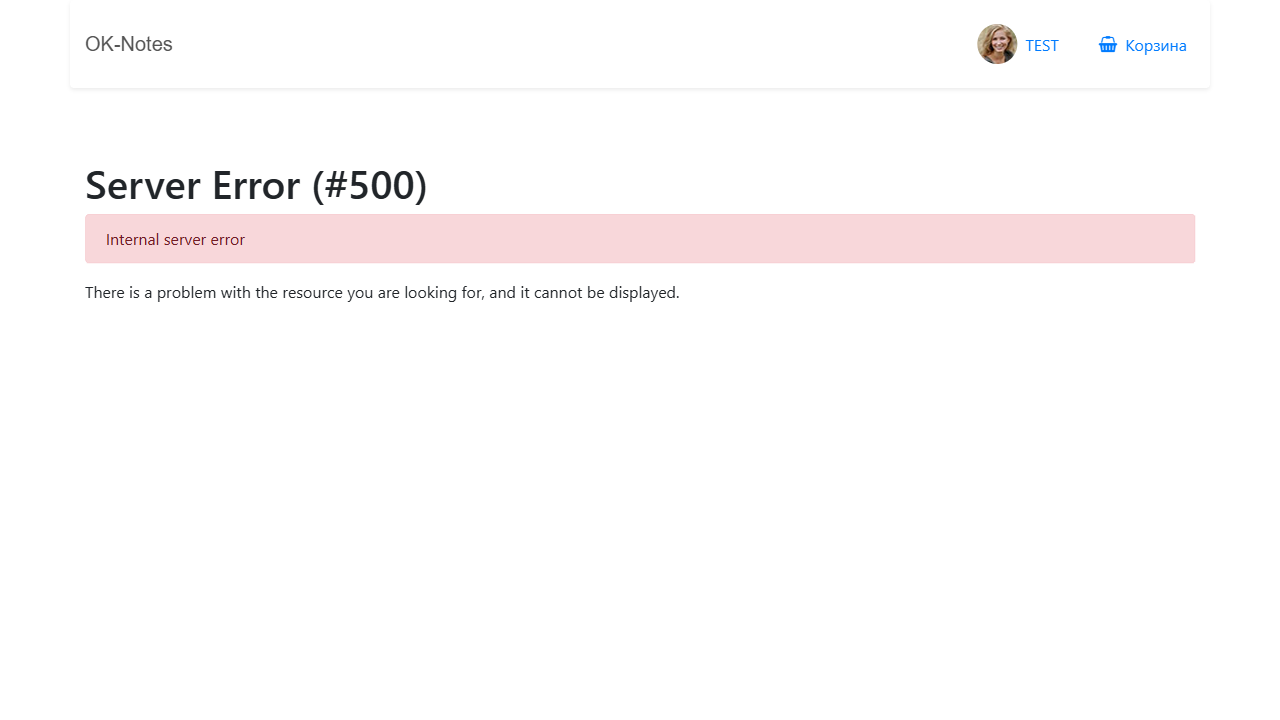 OK-Notes
TEST
Корзина
Server Error (#500)
Internal server error
There is a problem with the resource you are looking for, and it cannot be displayed.